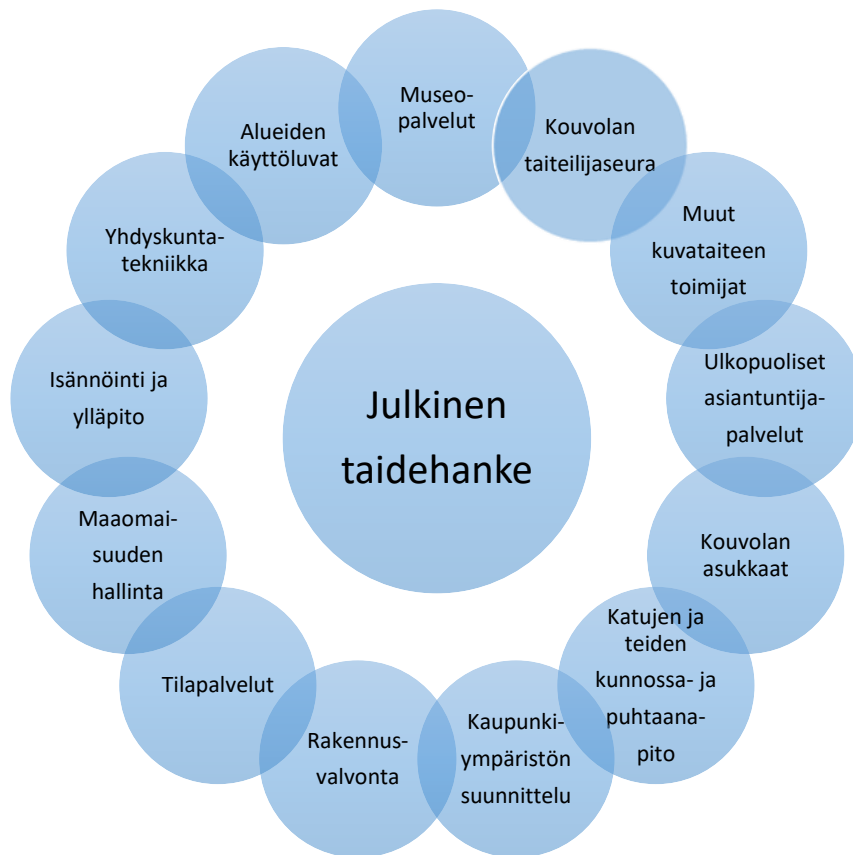 Museo-
palvelut
Kouvolan
taiteilijaseura
Muut
kuvataiteen
toimijat
Ulkopuoliset
asiantuntija-
palvelut
Kouvolan
asukkaat
Katujen ja
teiden
kunnossa- ja
puhtaana-
pito
Kaupunki-
ympäristön
suunnittelu
Rakennus-
valvonta
Tilapalvelut
Maaomai-
suuden
hallinta
Isännöinti ja
ylläpito
Yhdyskunta-
tekniikka
Alueiden
käyttöluvat
Julkinen
taidehanke